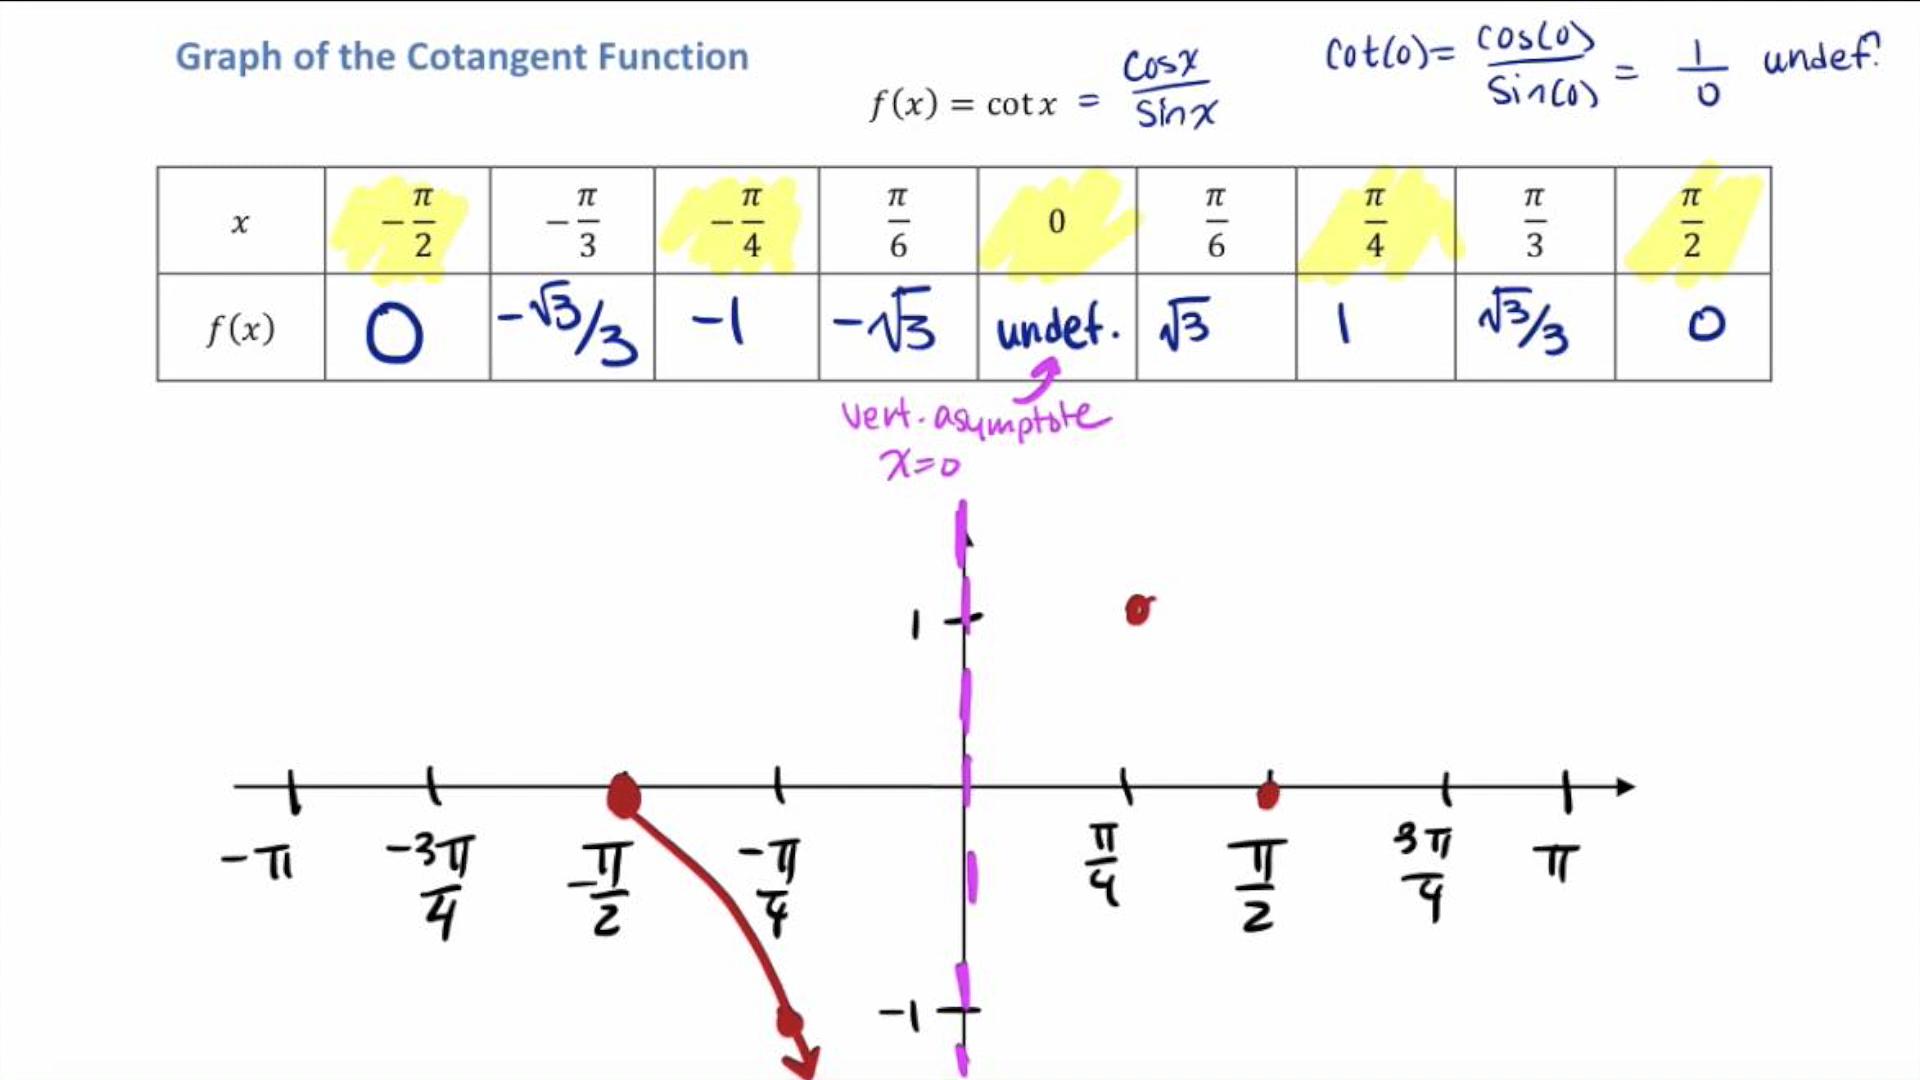 Graph of the Cotangent Function
f(x) = cot x = cosx/sinx
Cot(0) = cos(0)/sin(0) = 1/0 undef.
x -π/2 -π/3 -π/4 π/6 0 π/6 π/4 π/3 π/2
f(x) 0 -√3/3 -1 -√3 undef. √3 1 √3/3 0
vert. asymptote
x=0
1
-π -3π/4 -π/2 -π/4 π/4 π/2 3π/4 π
-1